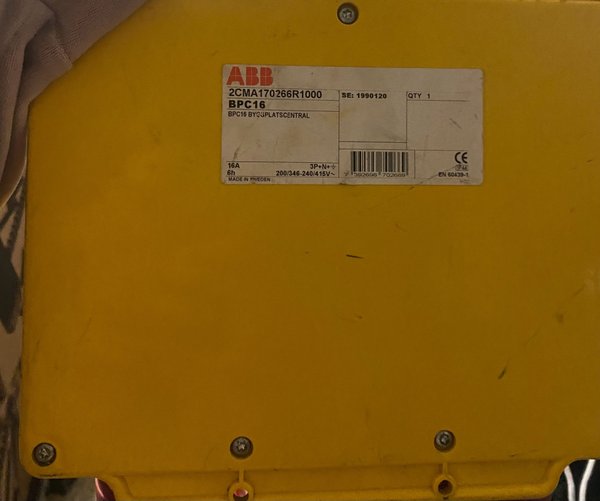 ABB
2CMA170266R1000
BPC16
BPC16 BYGGPLATSCENTRAL
SE: 1990120
QTY 1
16A 3P+N+⏚
6h 200/346-240/415V~
MADE IN SWEDEN
CE
EN 60439-1